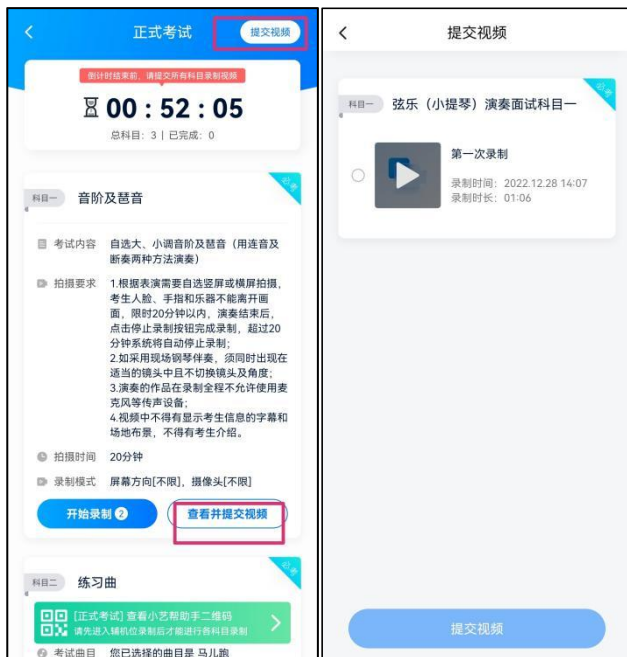 正式考试
提交视频
倒计时结束前，请提交所有科目录制视频
00 : 52 : 05
总科目：3 | 已完成：0
必考
科目一
音阶及琶音
考试内容
自选大、小调音阶及琶音（用连音及
断奏两种方法演奏）
拍摄要求
1.根据表演需要自选竖屏或横屏拍摄，
考生人脸、手指和乐器不能离开画
面，限时20分钟以内，演奏结束后，
点击停止录制按钮完成录制，超过20
分钟系统将自动停止录制；
2.如采用现场钢琴伴奏，须同时出现在
适当的镜头中且不切换镜头及角度；
3.演奏的作品在录制全程不允许使用麦
克风等传声设备；
4.视频中不得有显示考生信息的字幕和
场地布景，不得有考生介绍。
拍摄时间
20分钟
录制模式
屏幕方向[不限]，摄像头[不限]
开始录制 2
查看并提交视频
必考
科目二
练习曲
[正式考试] 查看小艺帮助手二维码
请先进入辅机位录制后才能进行各科目录制
考试曲目
您已选择的曲目是 马儿跑
提交视频
必考
科目一
弦乐（小提琴）演奏面试科目一
第一次录制
录制时间：2022.12.28 14:07
录制时长：01:06
提交视频